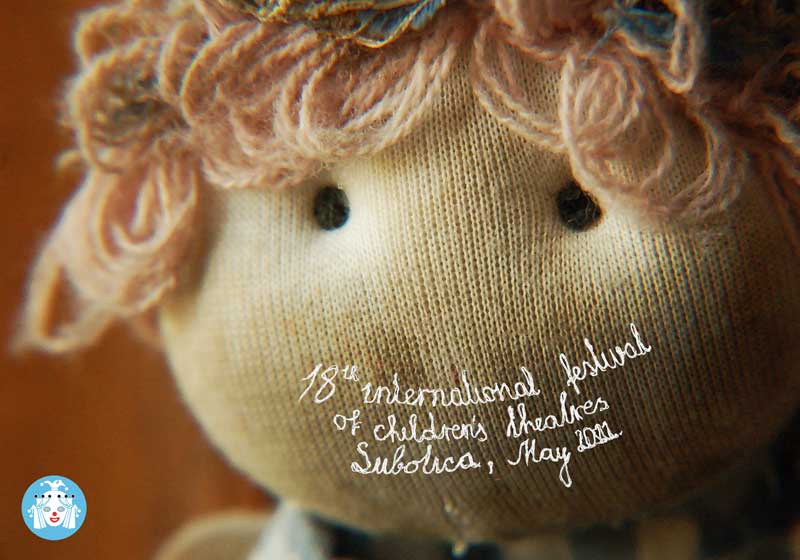 18th international festival
of children's theatres
Subotica, May 2011.